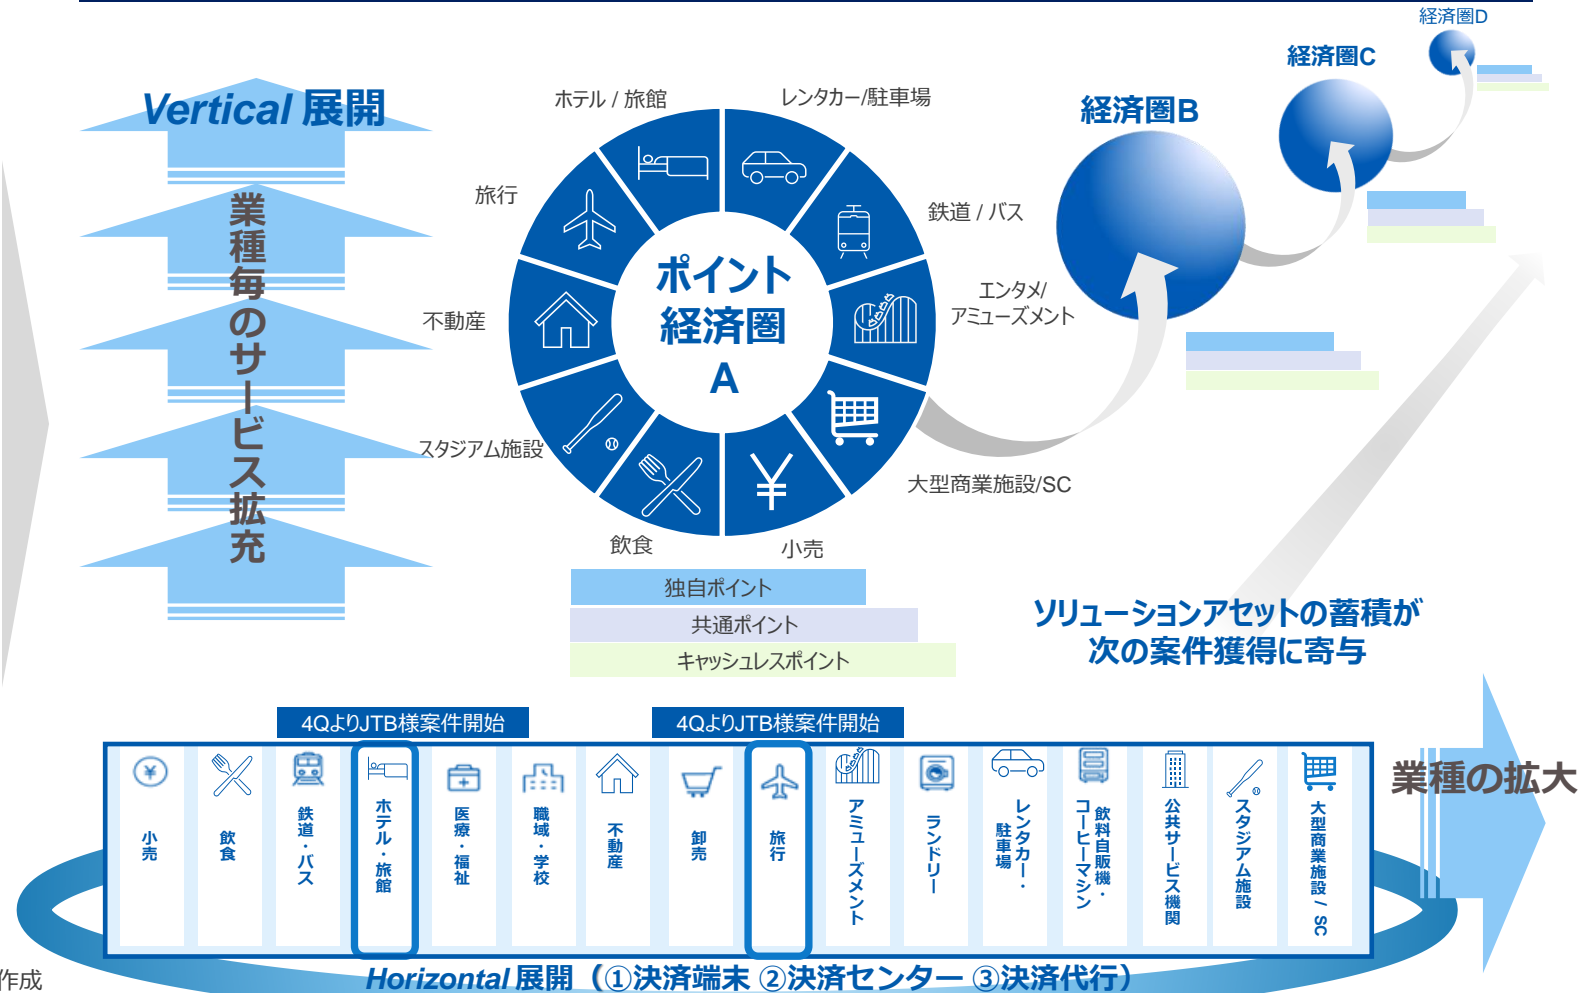 経済圏D
経済圏C
経済圏B
Vertical 展開
業種毎のサービス拡充
ホテル / 旅館
レンタカー/駐車場
旅行
鉄道 / バス
不動産
エンタメ/
アミューズメント
スタジアム施設
大型商業施設/SC
飲食
小売
ポイント
経済圏
A
独自ポイント
共通ポイント
キャッシュレスポイント
ソリューションアセットの蓄積が
次の案件獲得に寄与
4QよりJTB様案件開始
4QよりJTB様案件開始
小売
飲食
鉄道・バス
ホテル・旅館
医療・福祉
職域・学校
不動産
卸売
旅行
アミューズメント
ランドリー
レンタカー・
駐車場
飲料自販機・
コーヒーマシン
公共サービス機関
スタジアム施設
大型商業施設 / SC
業種の拡大
Horizontal 展開（①決済端末 ②決済センター ③決済代行）
作成